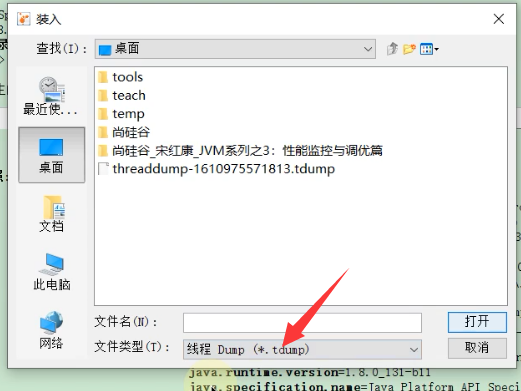 装入
查找(I):
桌面
tools
teach
temp
尚硅谷
尚硅谷_宋红康_JVM系列之3：性能监控与调优篇
threaddump-1610975571813.tdump
最近使...
桌面
文档
此电脑
网络
文件名(N):
打开
文件类型(T):
线程 Dump (*.tdump)
取消
java.runtime.version=1.8.0_131-b11
java.specification.name=Java Platform API Speci